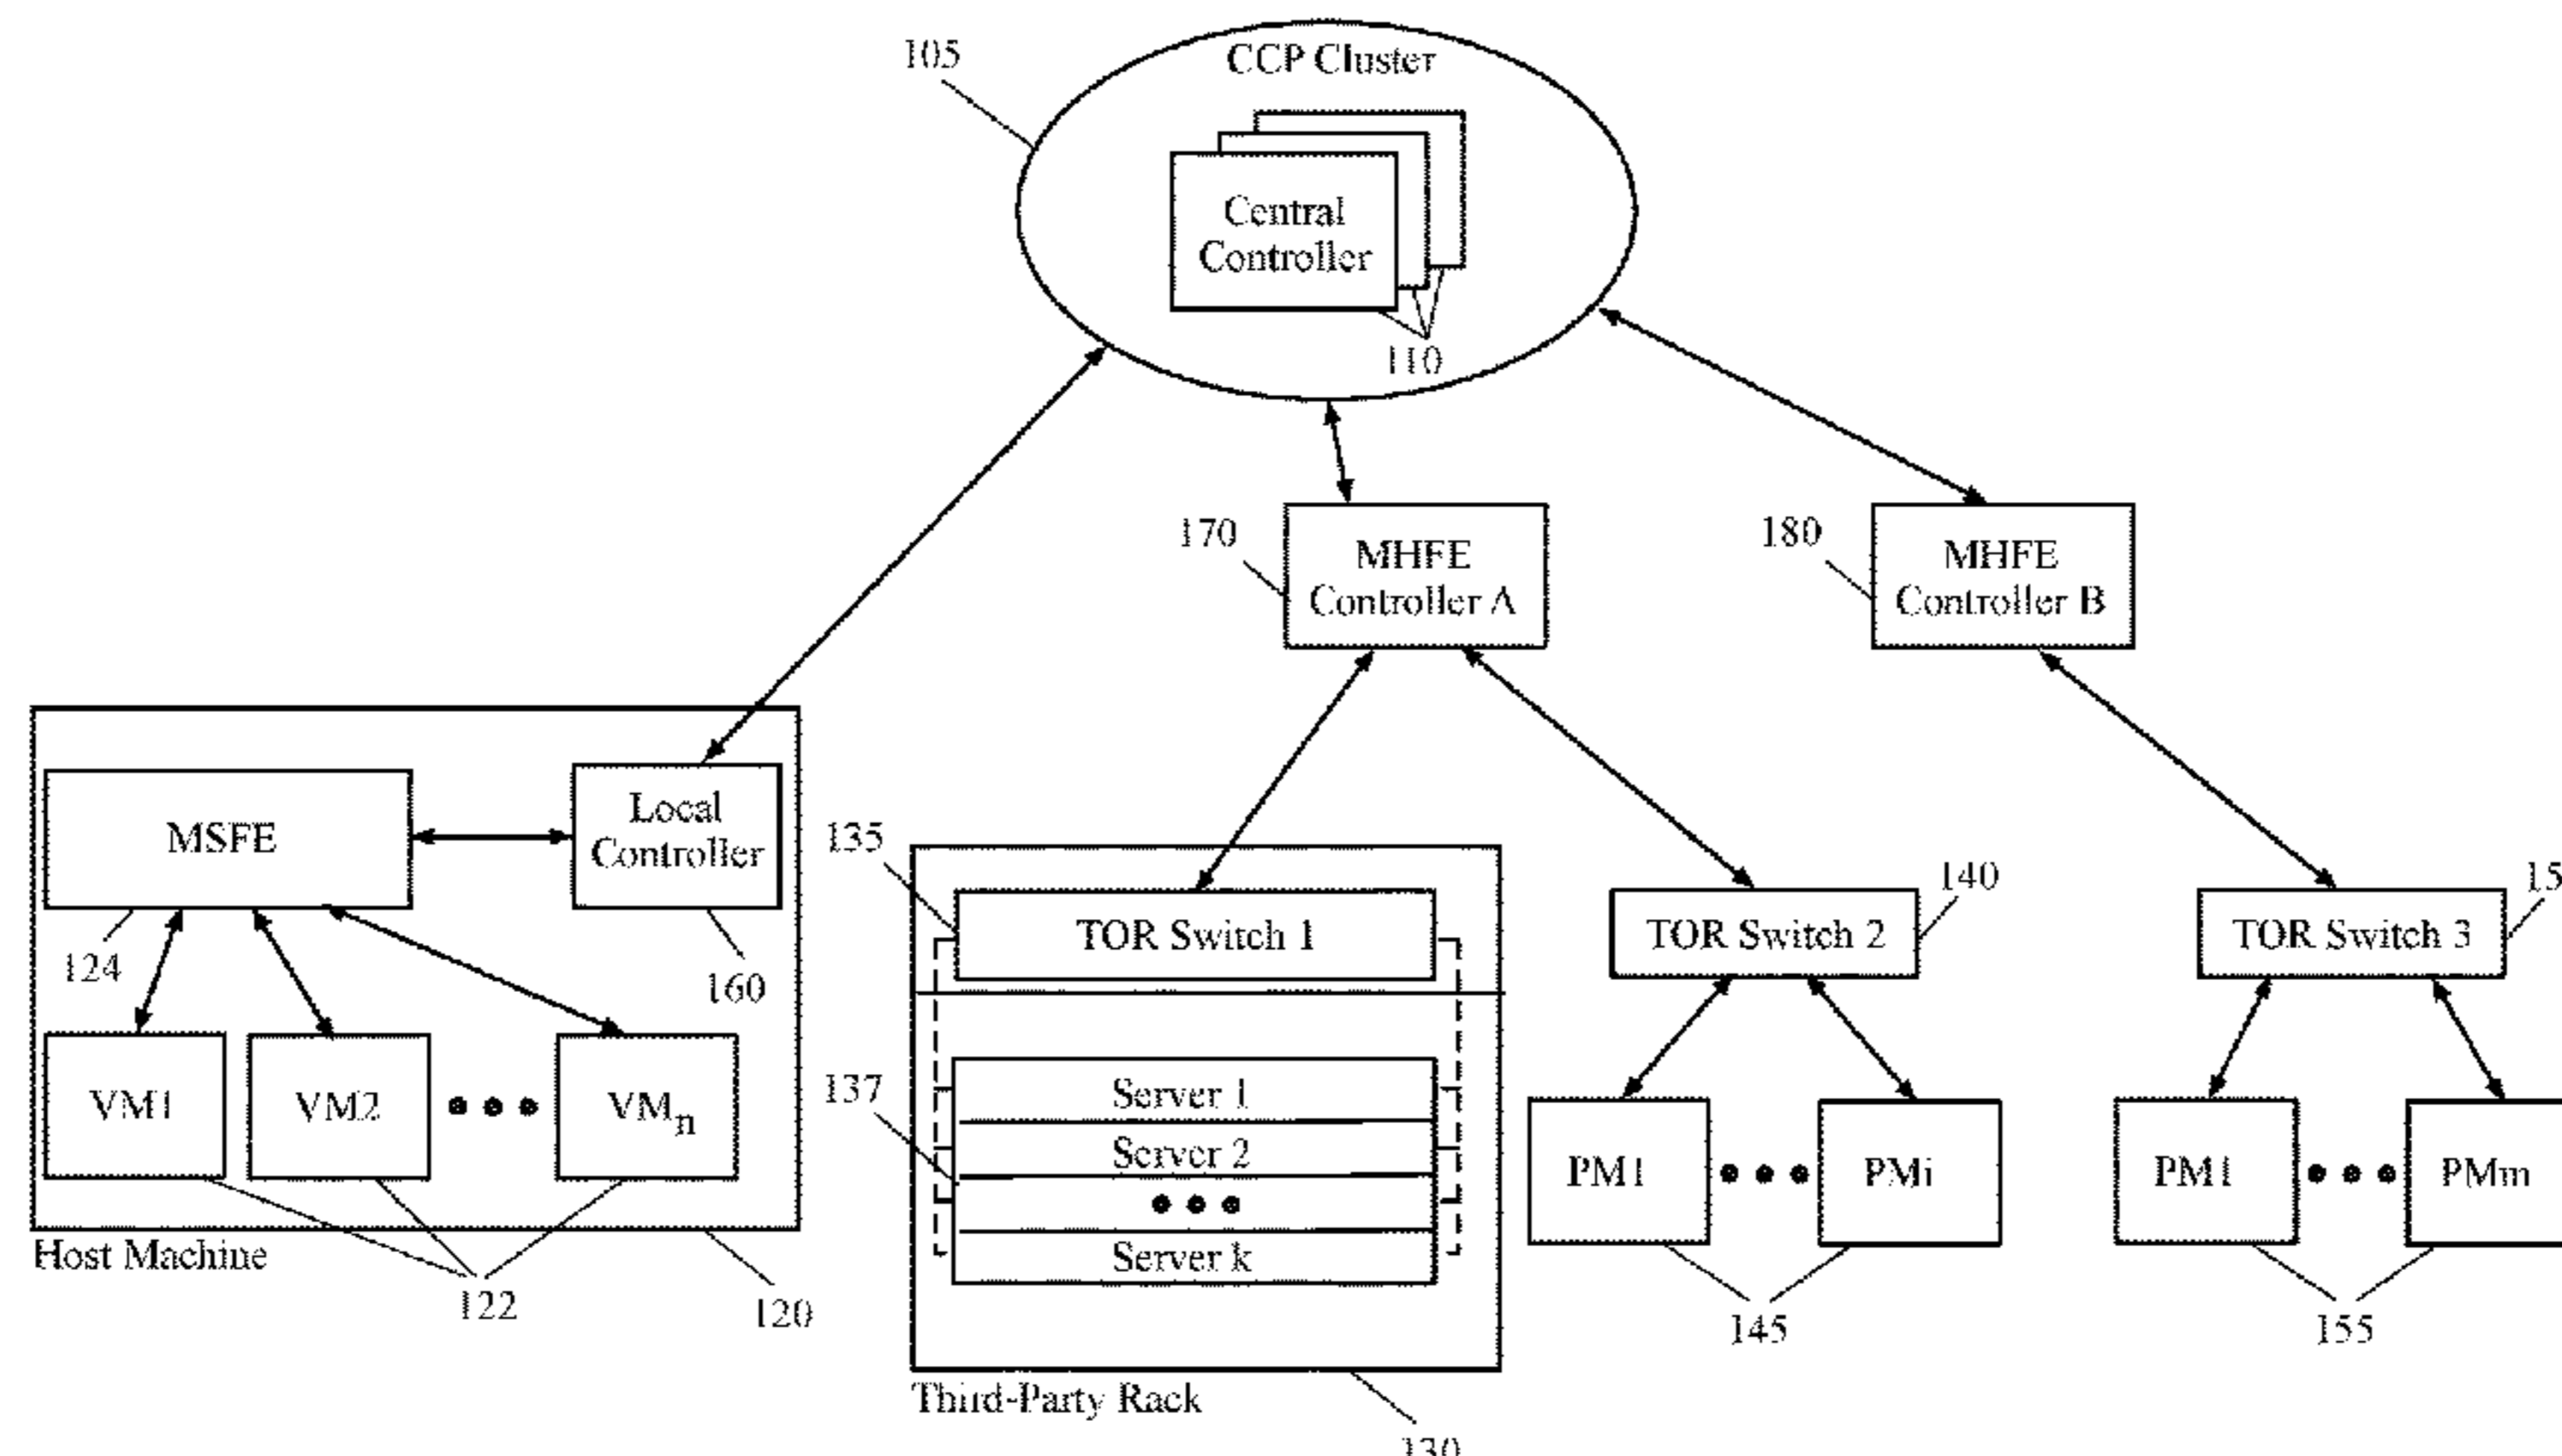 105
CCP Cluster
Central
Controller
110
170
MHFE
Controller A
180
MHFE
Controller B
MSFE
Local
Controller
124
160
VM1
VM2
VMn
Host Machine
122
120
135
TOR Switch 1
137
Server 1
Server 2
Server k
Third-Party Rack
130
TOR Switch 2
140
PM1
PMi
145
TOR Switch 3
15
PM1
PMm
155